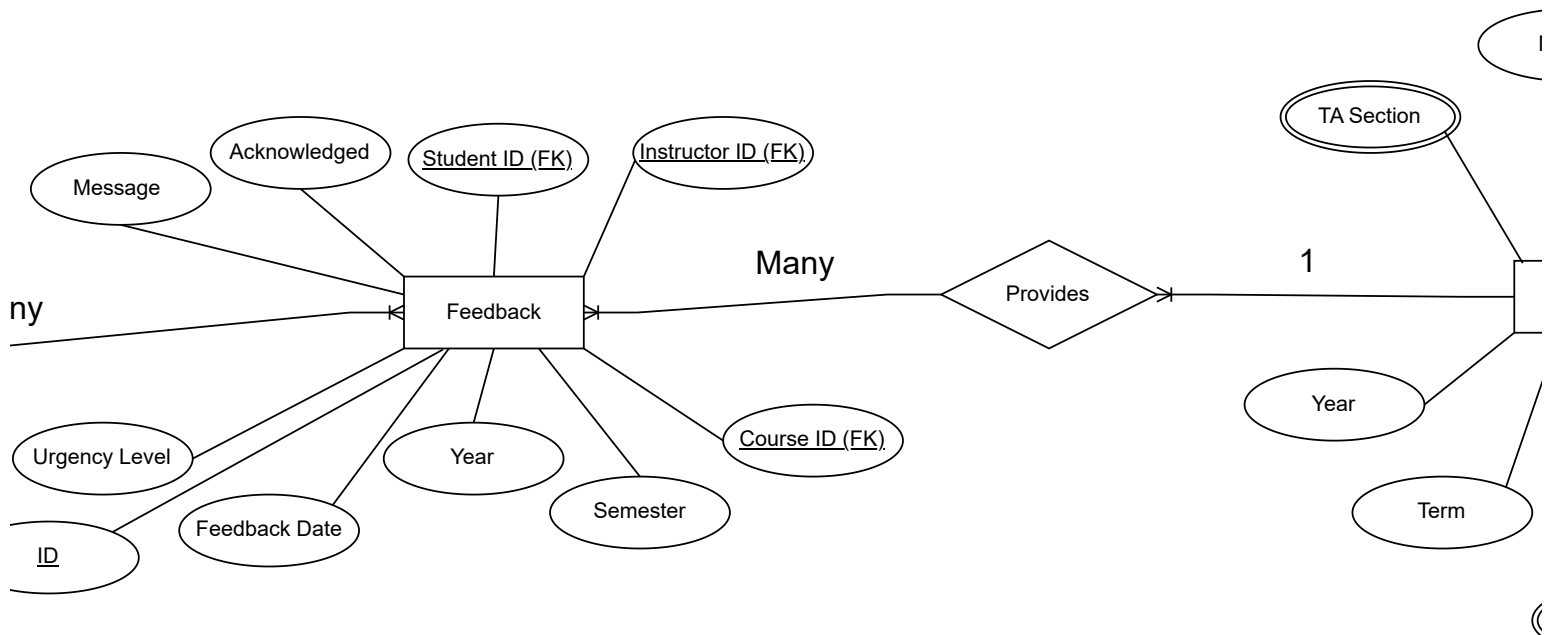 TA Section
Acknowledged
Student ID (FK)
Instructor ID (FK)
Message
Many
1
ny
Feedback
Provides
Year
Urgency Level
Year
Course ID (FK)
Feedback Date
Semester
Term
ID